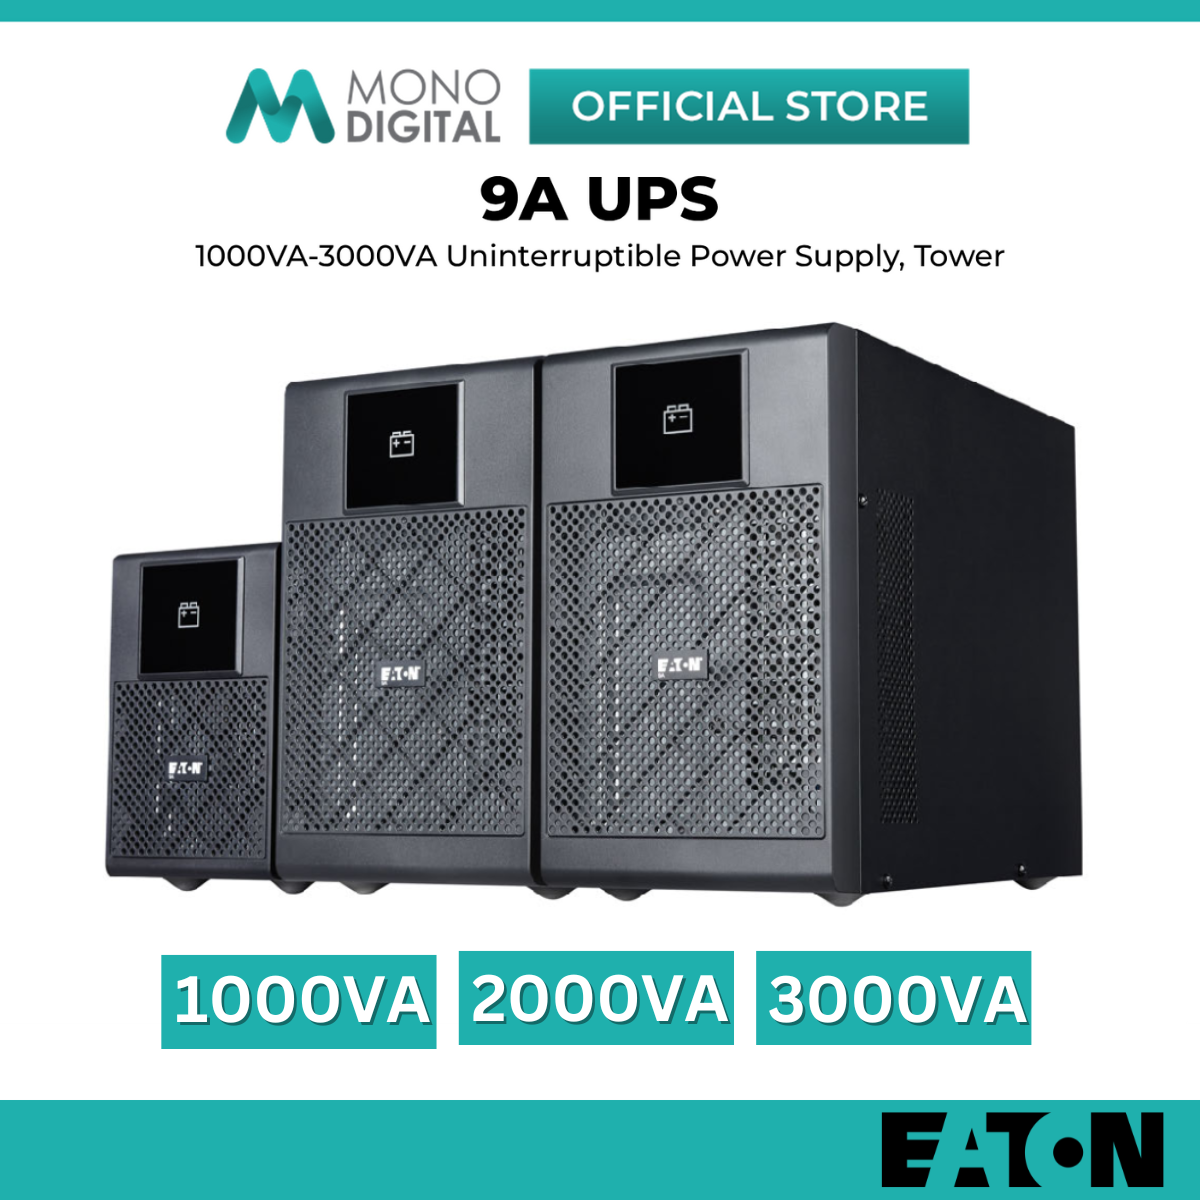 MONO
DIGITAL
OFFICIAL STORE
9A UPS
1000VA-3000VA Uninterruptible Power Supply, Tower
EATON
EATON
EATON
1000VA
2000VA
3000VA
EATON